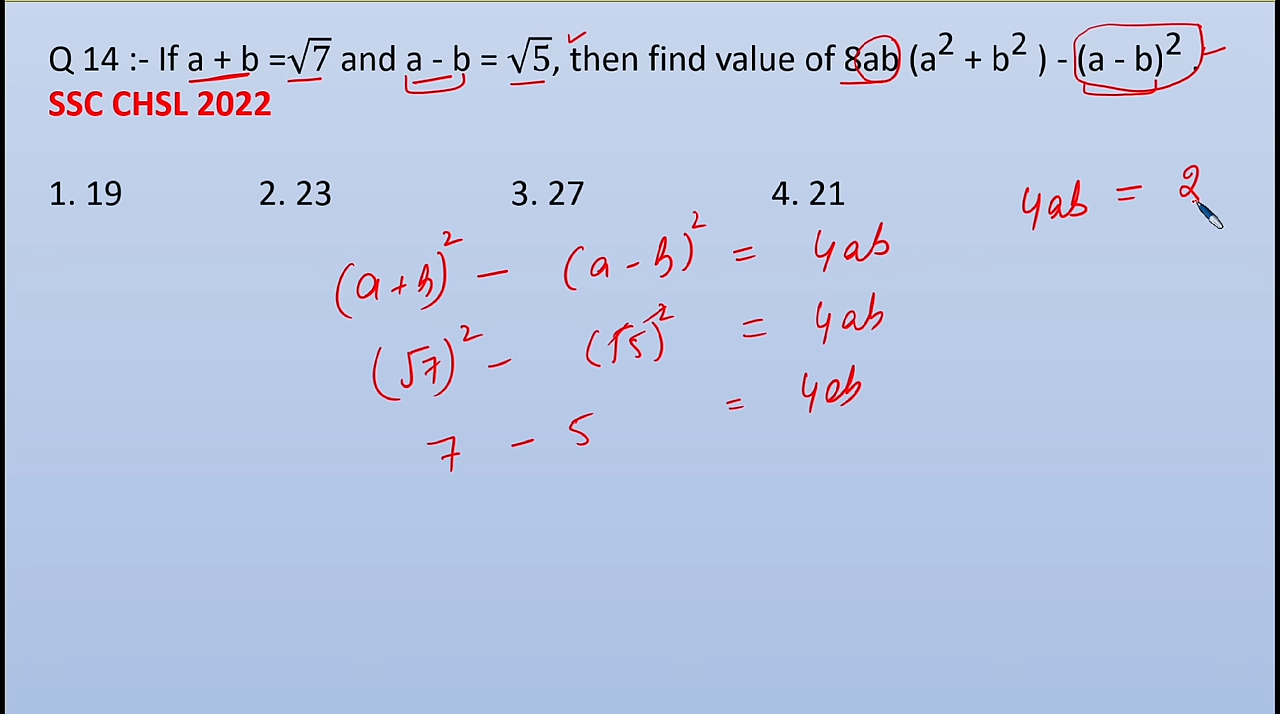 Q 14 :- If a + b =√7 and a - b = √5, then find value of 8ab (a² + b² ) - (a - b)² .
SSC CHSL 2022
1. 19 2. 23 3. 27 4. 21
4ab = 2
(a+b)² - (a-b)² = 4ab
(√7)² - (√5)² = 4ab
7 - 5 = 4ab